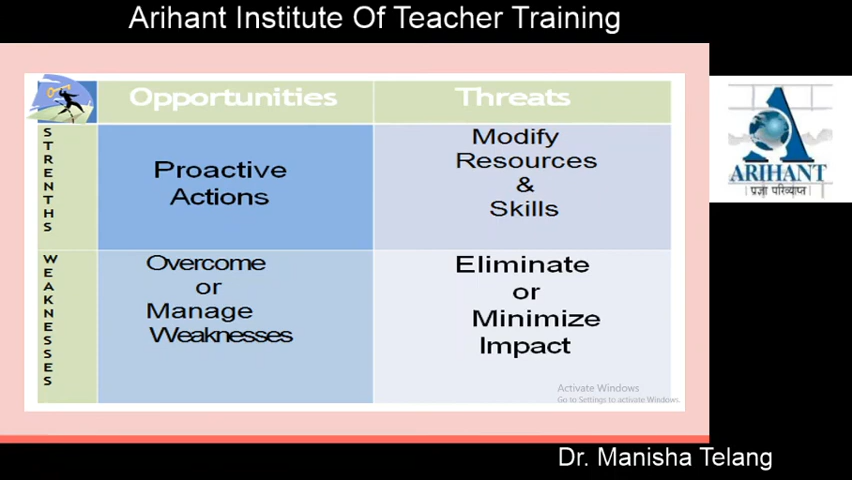 Arihant Institute Of Teacher Training
Opportunities
Threats
STRENTHS
Proactive
Actions
Modify
Resources
&
Skills
WEAKNESSES
Overcome
or
Manage
Weaknesses
Eliminate
or
Minimize
Impact
Activate Windows
Go to Settings to activate Windows.
ARIHANT
प्रज्ञा परिव्याप्त
Dr. Manisha Telang